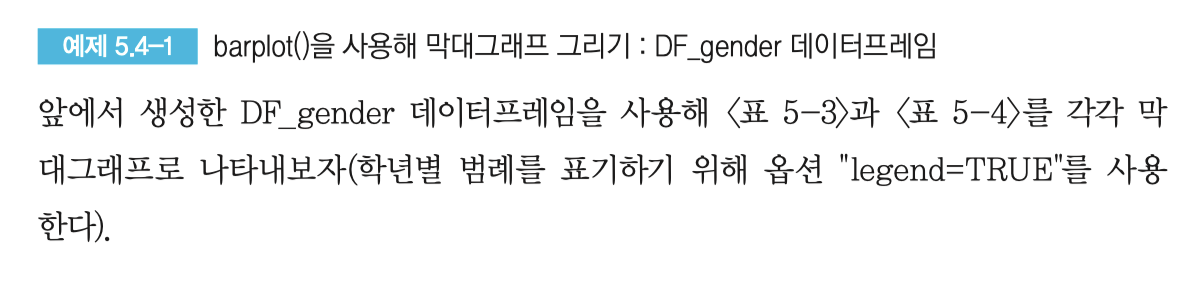 예제 5.4-1 barplot()을 사용해 막대그래프 그리기 : DF_gender 데이터프레임
앞에서 생성한 DF_gender 데이터프레임을 사용해 〈표 5-3〉과 〈표 5-4〉를 각각 막
대그래프로 나타내보자(학년별 범례를 표기하기 위해 옵션 "legend=TRUE"를 사용
한다).